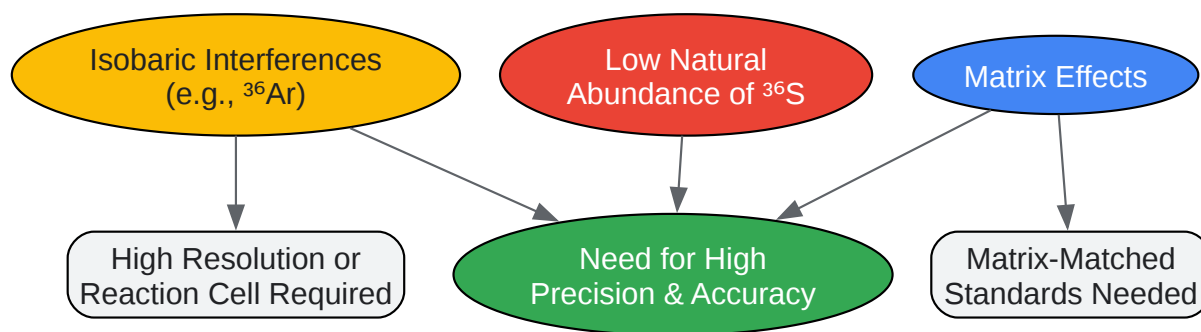 Isobaric Interferences
(e.g., ³⁶Ar)
Low Natural
Abundance of ³⁶S
Matrix Effects
High Resolution or
Reaction Cell Required
Need for High
Precision & Accuracy
Matrix-Matched
Standards Needed